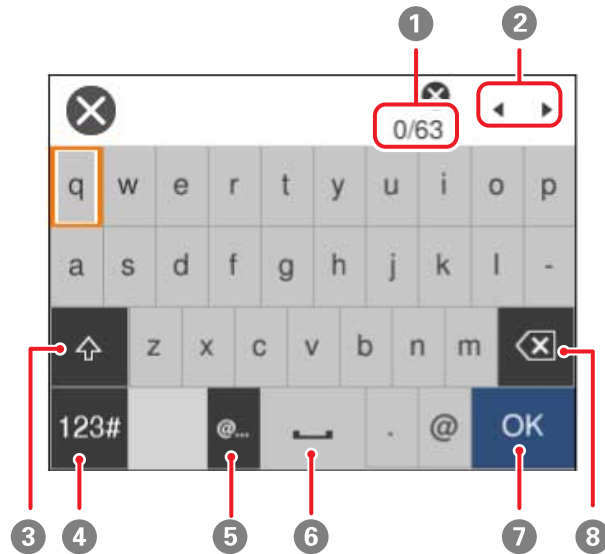 1 2
0/63
q w e r t y u i o p
a s d f g h j k l -
z x c v b n m
3 8
123# @... . @ OK
4 5 6 7